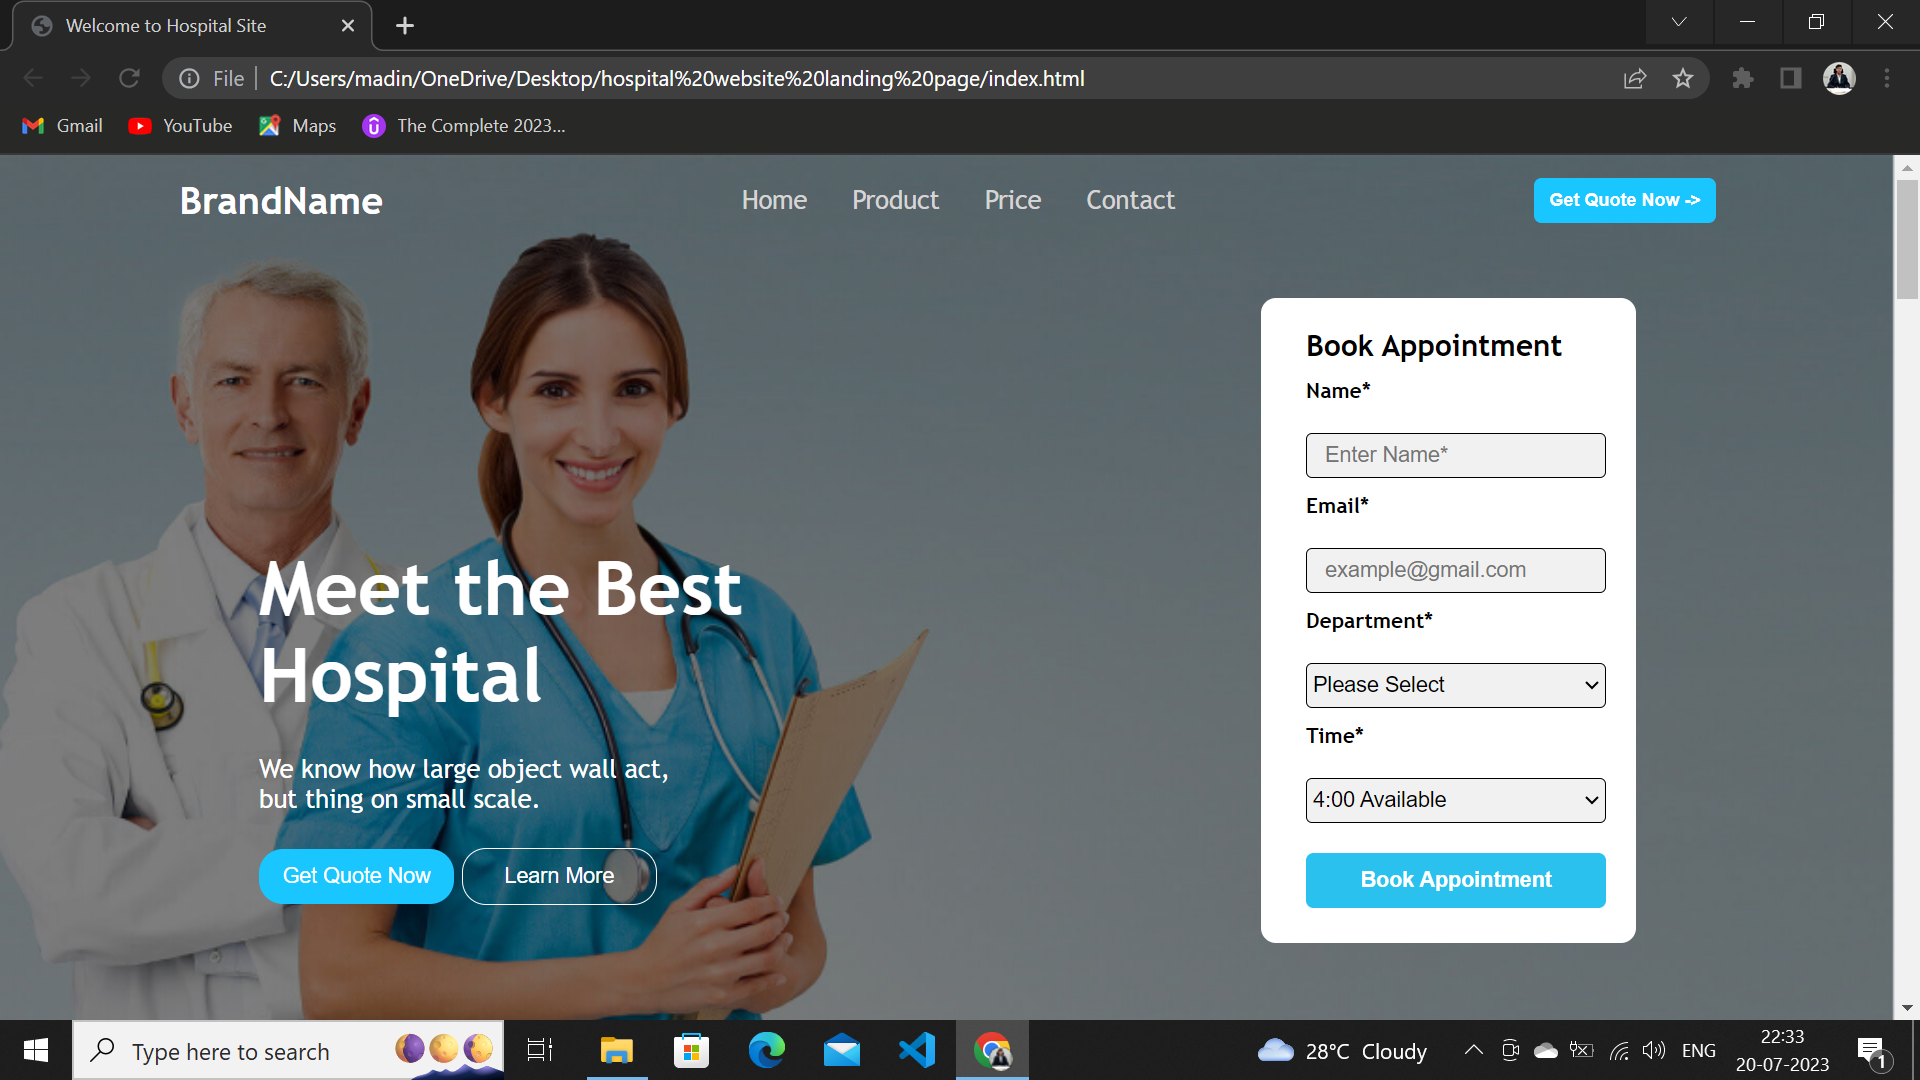 Welcome to Hospital Site
File
C:/Users/madin/OneDrive/Desktop/hospital%20website%20landing%20page/index.html
Gmail YouTube Maps The Complete 2023...
BrandName Home Product Price Contact Get Quote Now ->
Meet the Best
Hospital
We know how large object wall act,
but thing on small scale.
Get Quote Now Learn More
Book Appointment
Name*
Enter Name*
Email*
example@gmail.com
Department*
Please Select
Time*
4:00 Available
Book Appointment
Type here to search
28°C Cloudy
ENG
22:33
20-07-2023
1